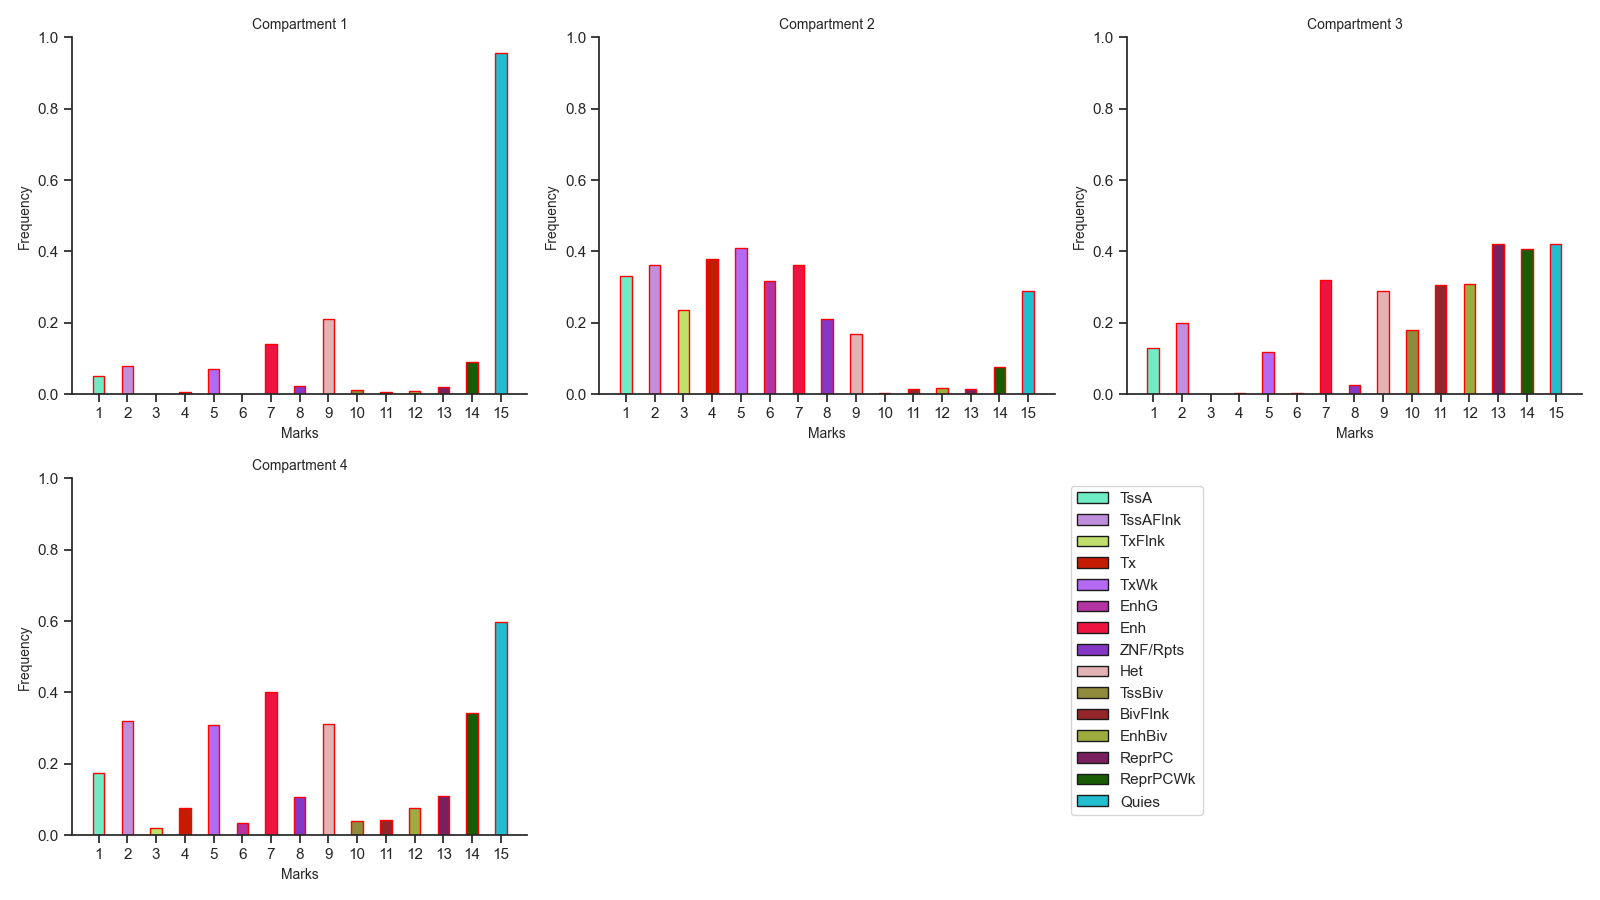 Compartment 1
Frequency
1.0
0.8
0.6
0.4
0.2
0.0
1 2 3 4 5 6 7 8 9 10 11 12 13 14 15
Marks
Compartment 2
Frequency
1.0
0.8
0.6
0.4
0.2
0.0
1 2 3 4 5 6 7 8 9 10 11 12 13 14 15
Marks
Compartment 3
Frequency
1.0
0.8
0.6
0.4
0.2
0.0
1 2 3 4 5 6 7 8 9 10 11 12 13 14 15
Marks
Compartment 4
Frequency
1.0
0.8
0.6
0.4
0.2
0.0
1 2 3 4 5 6 7 8 9 10 11 12 13 14 15
Marks
TssA
TssAFlnk
TxFlnk
Tx
TxWk
EnhG
Enh
ZNF/Rpts
Het
TssBiv
BivFlnk
EnhBiv
ReprPC
ReprPCWk
Quies